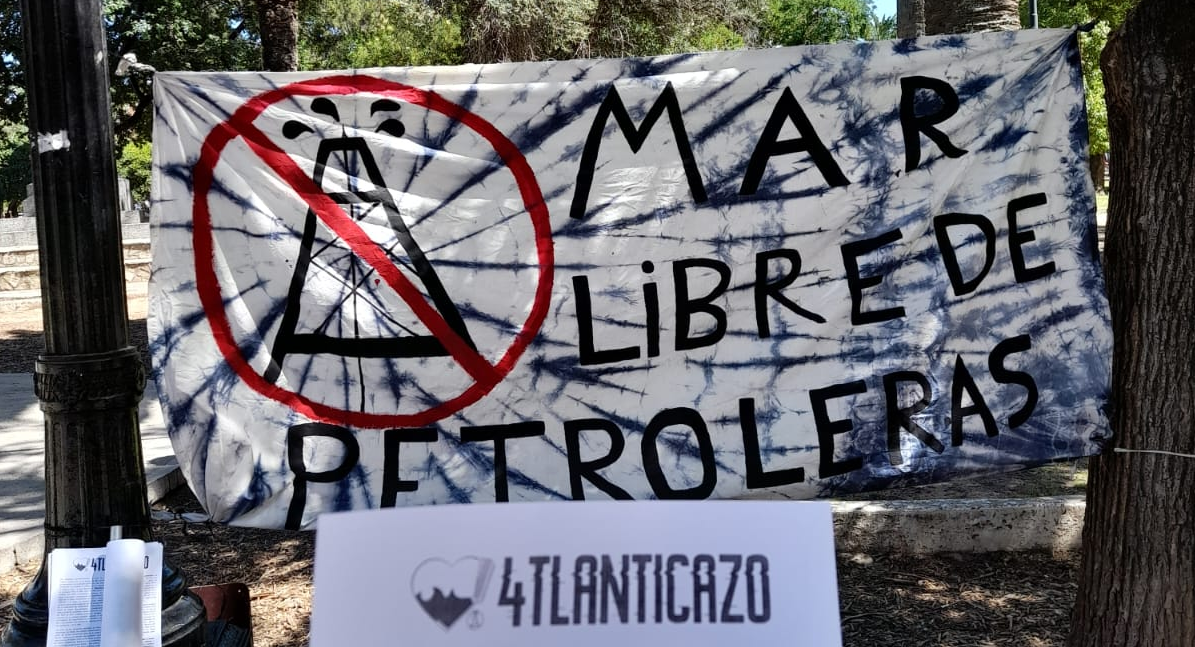 MAR
LiBRE DE
PETROLERAS
4TLANTICAZO